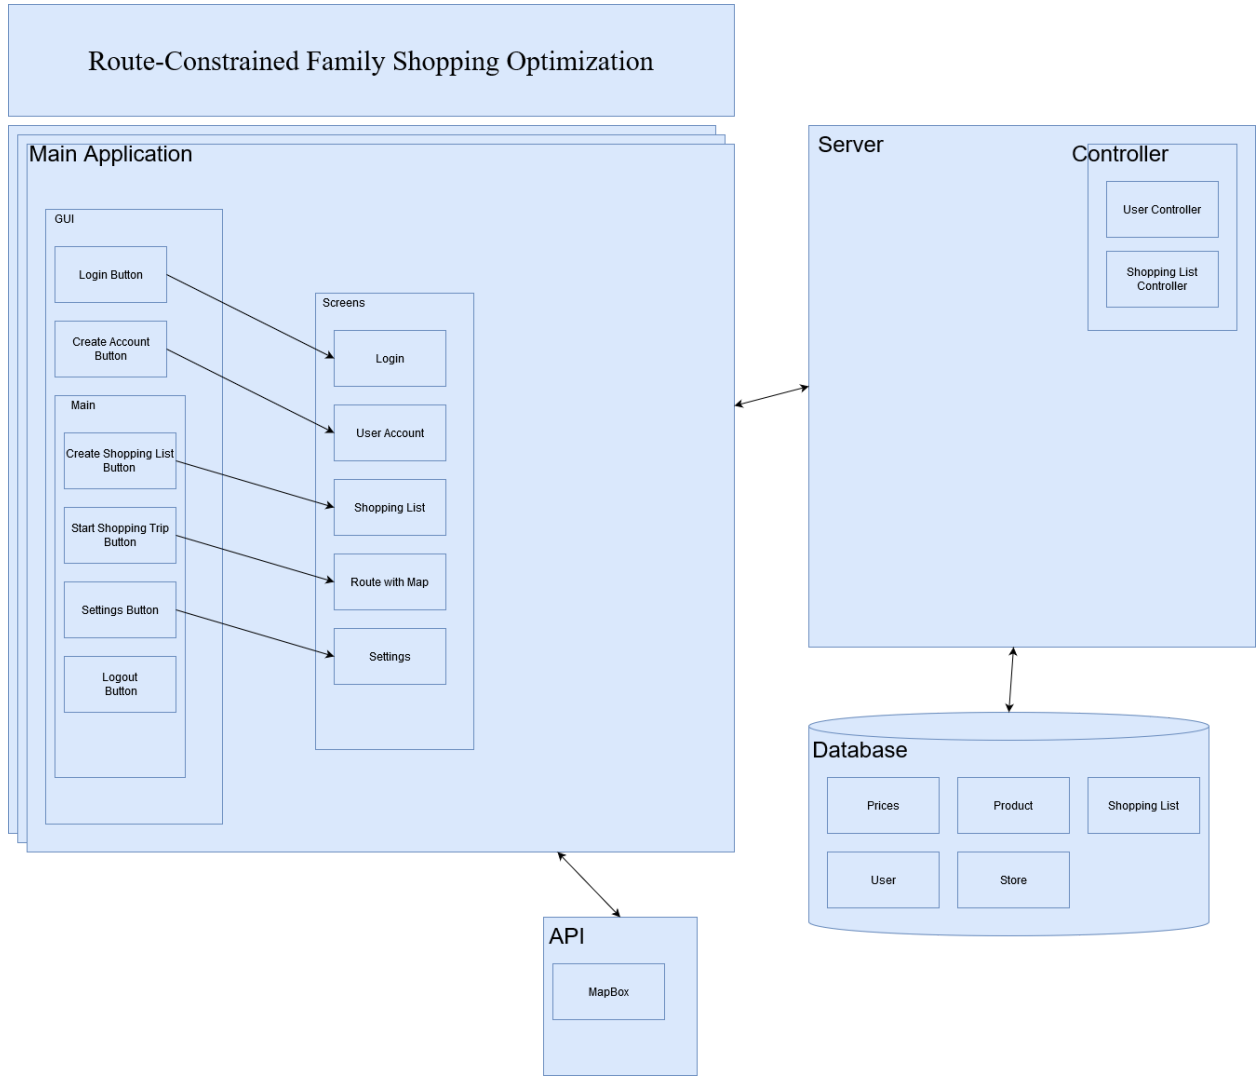 Route-Constrained Family Shopping Optimization
Main Application
GUI
Login Button
Create Account
Button
Main
Create Shopping List
Button
Start Shopping Trip
Button
Settings Button
Logout
Button
Screens
Login
User Account
Shopping List
Route with Map
Settings
Server
Controller
User Controller
Shopping List
Controller
Database
Prices
Product
Shopping List
User
Store
API
MapBox